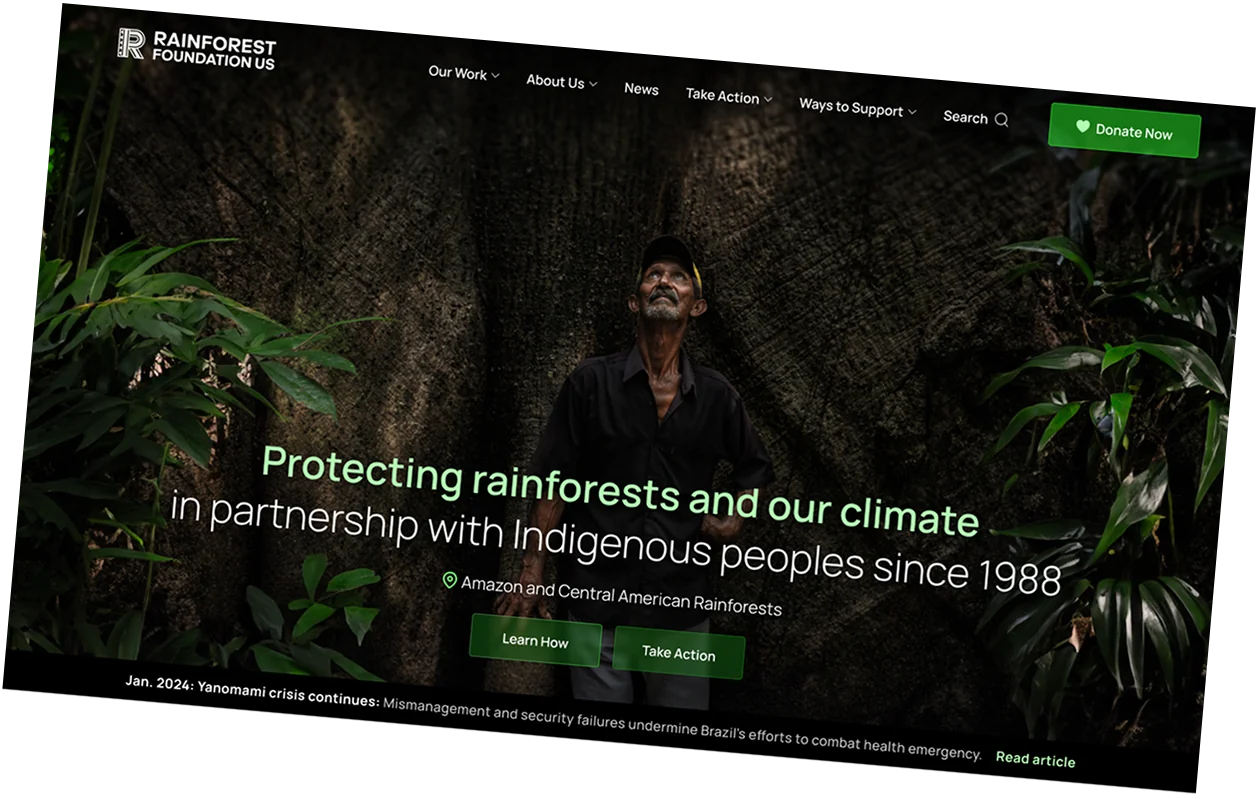 RAINFOREST
FOUNDATION US
Our Work
About Us
News
Take Action
Ways to Support
Search
Donate Now
Protecting rainforests and our climate
in partnership with Indigenous peoples since 1988
Amazon and Central American Rainforests
Learn How
Take Action
Jan. 2024: Yanomami crisis continues: Mismanagement and security failures undermine Brazil's efforts to combat health emergency. Read article